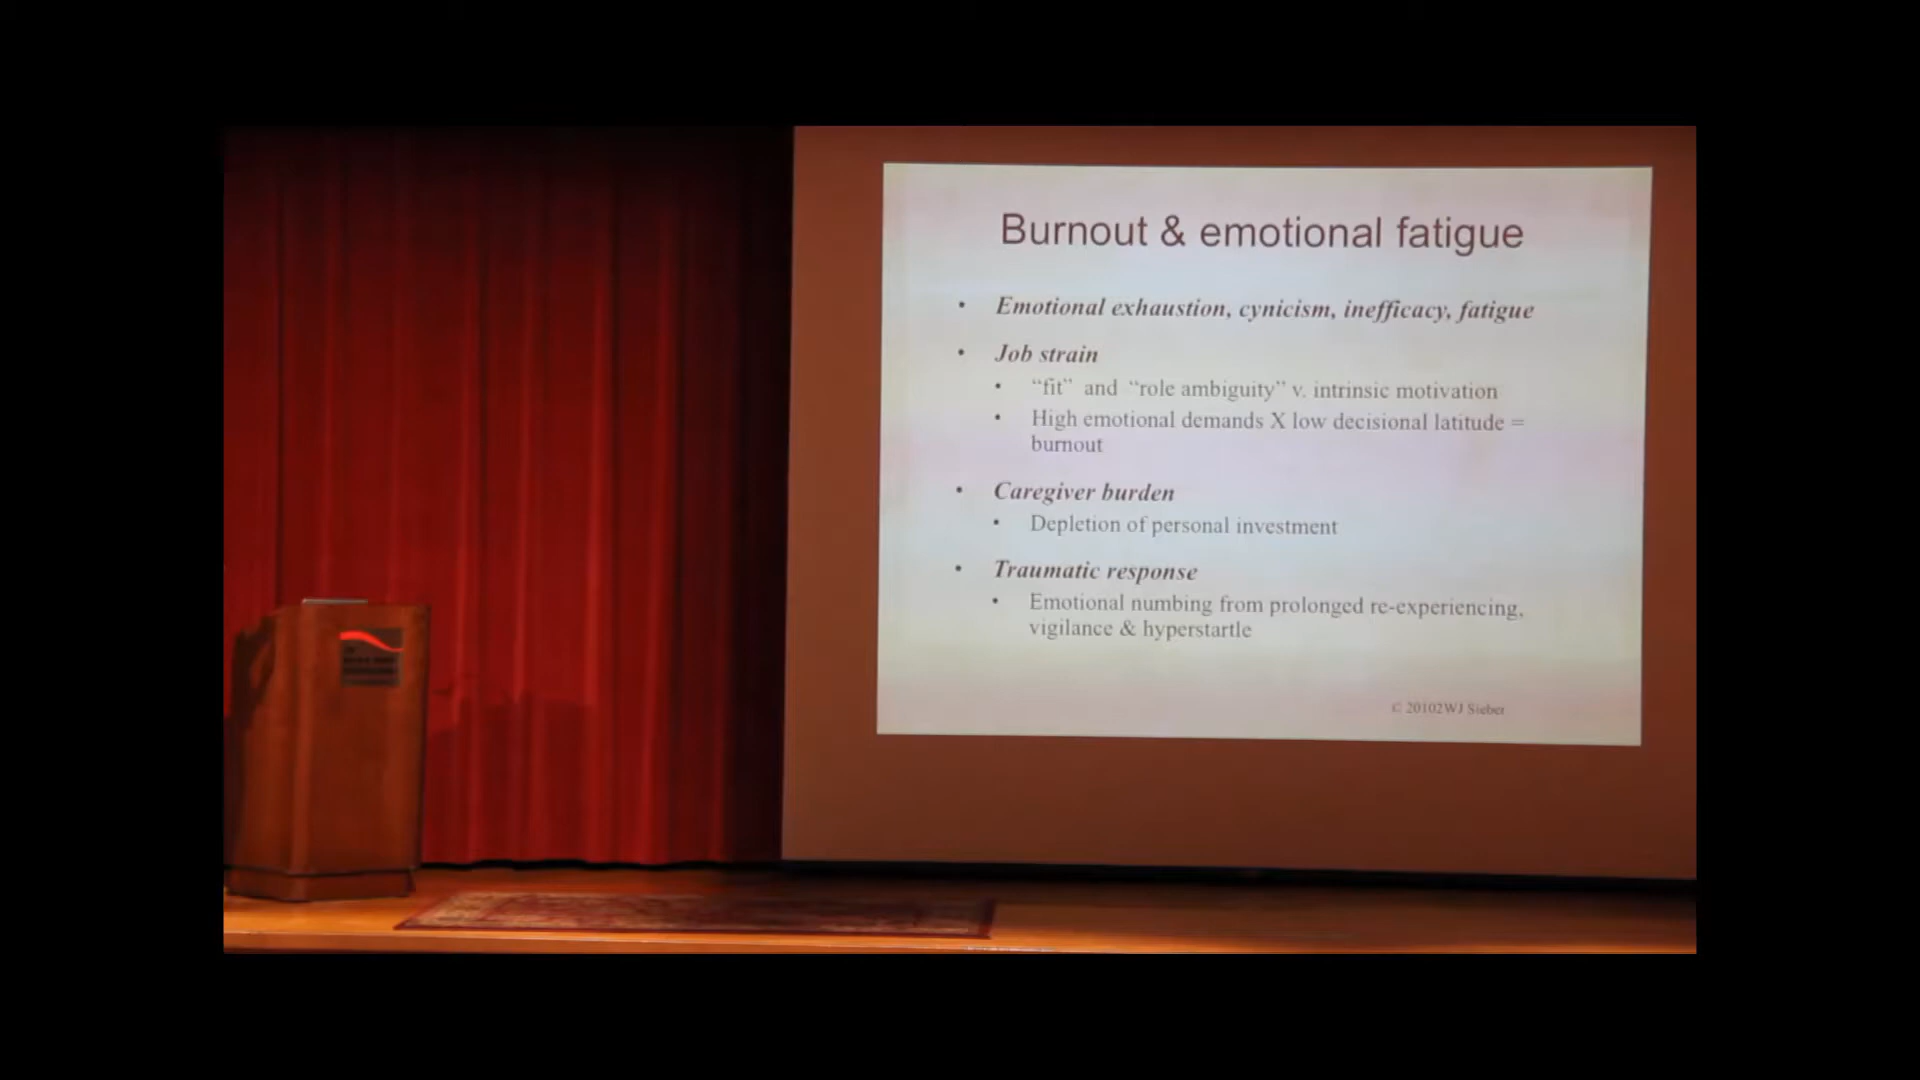 Burnout & emotional fatigue
• Emotional exhaustion, cynicism, inefficacy, fatigue
• Job strain
• “fit” and “role ambiguity” v. intrinsic motivation
• High emotional demands X low decisional latitude =
burnout
• Caregiver burden
• Depletion of personal investment
• Traumatic response
• Emotional numbing from prolonged re-experiencing,
vigilance & hyperstartle
© 20102WJ Sieber